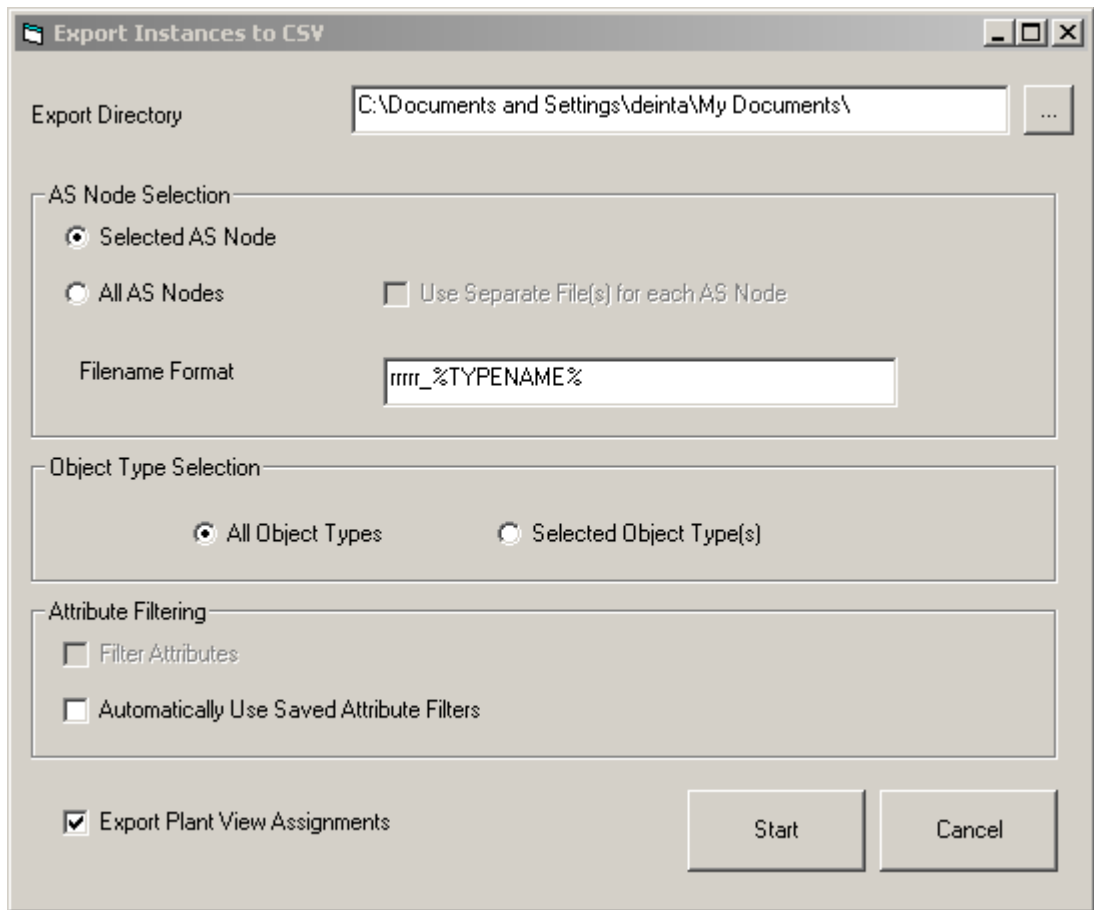 Export Instances to CSV
Export Directory
C:\Documents and Settings\deinta\My Documents\
...
AS Node Selection
Selected AS Node
All AS Nodes
Use Separate File(s) for each AS Node
Filename Format
rrrrr_%TYPENAME%
Object Type Selection
All Object Types
Selected Object Type(s)
Attribute Filtering
Filter Attributes
Automatically Use Saved Attribute Filters
Export Plant View Assignments
Start
Cancel